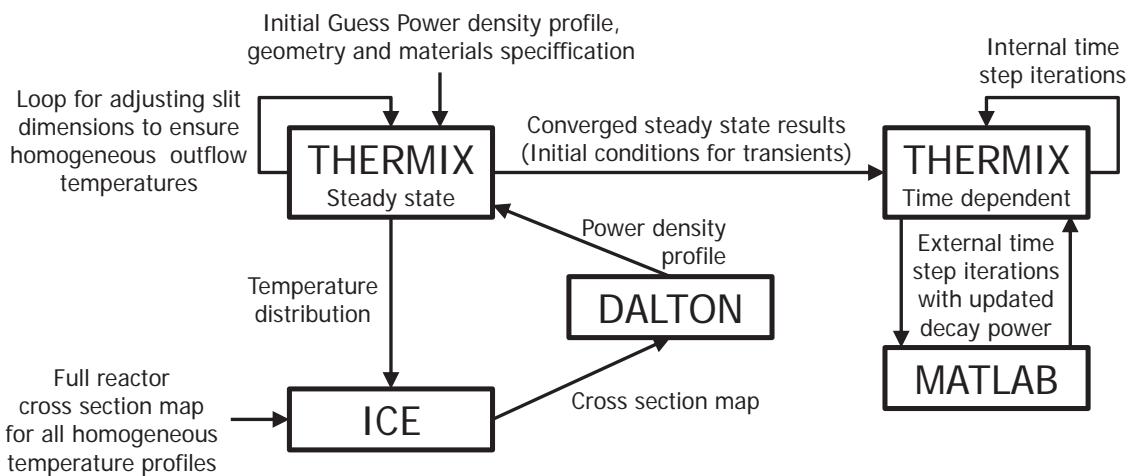 Initial Guess Power density profile,
geometry and materials speciffication
Internal time
step iterations
Loop for adjusting slit
dimensions to ensure
homogeneous outflow
temperatures
THERMIX
Steady state
Converged steady state results
(Initial conditions for transients)
THERMIX
Time dependent
Power density
profile
External time
step iterations
with updated
decay power
Temperature
distribution
DALTON
MATLAB
Full reactor
cross section map
for all homogeneous
temperature profiles
ICE
Cross section map